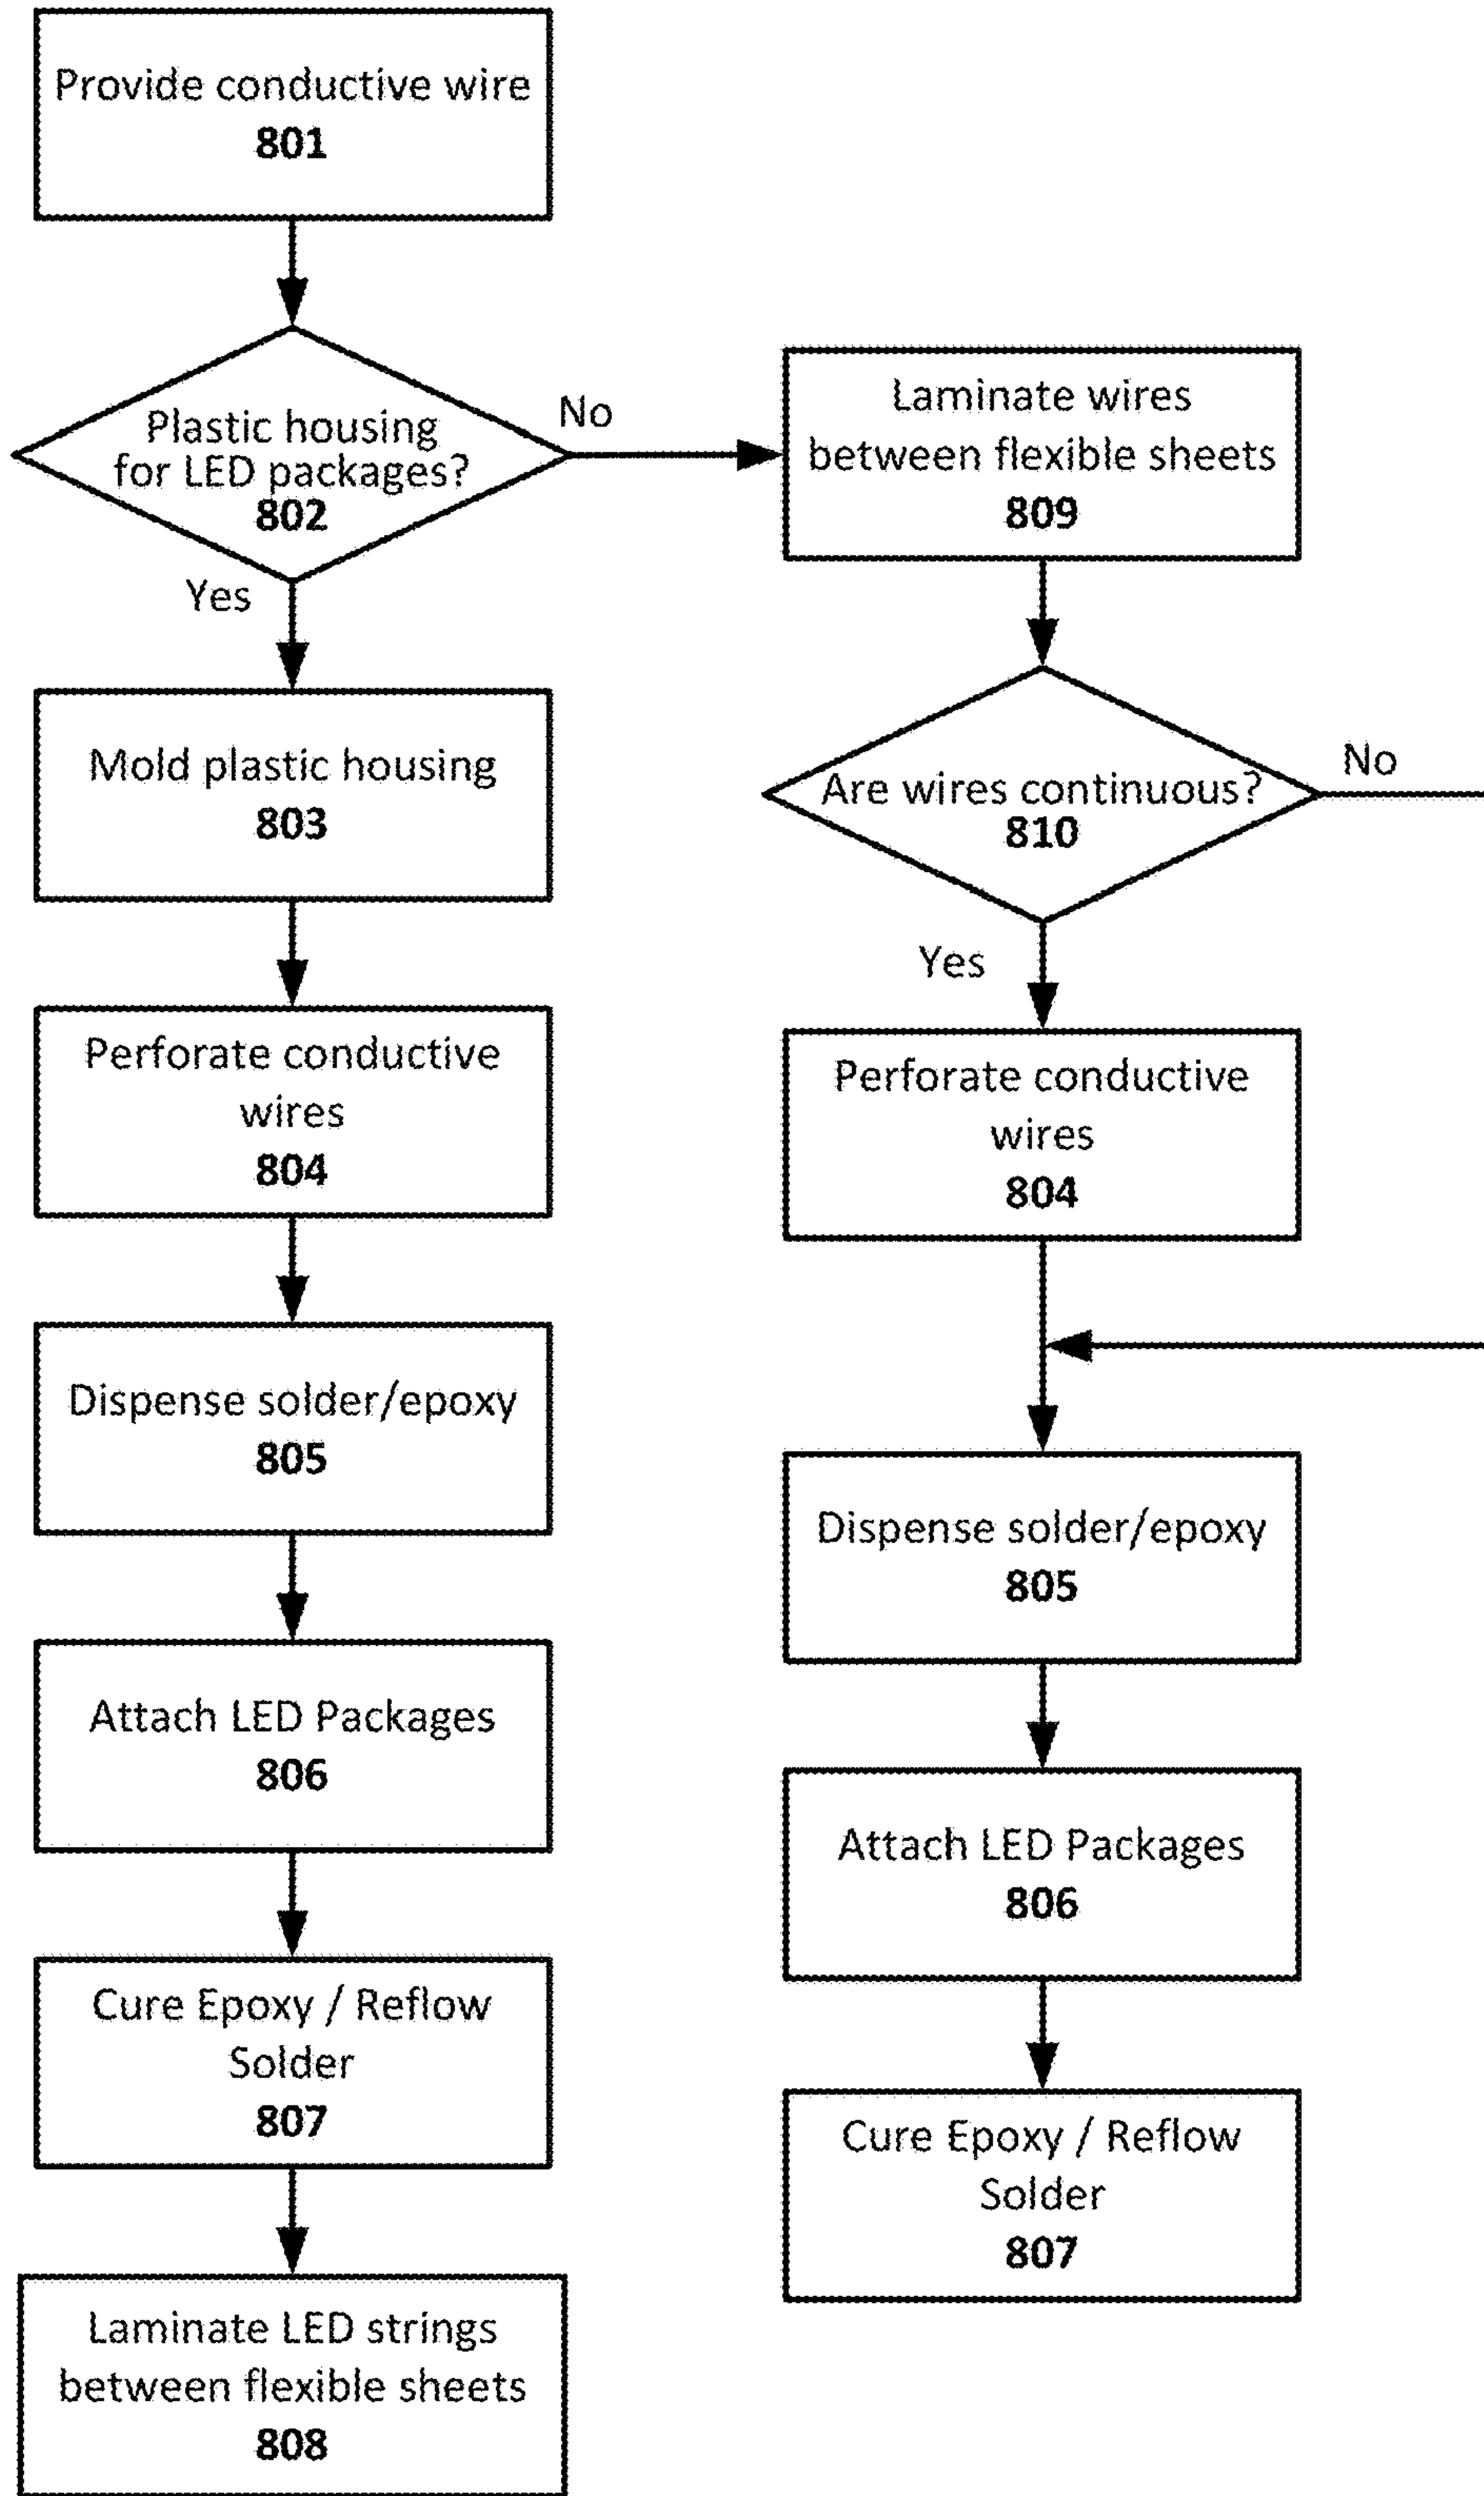 Provide conductive wire
801
Plastic housing
for LED packages?
802
Yes
No
Mold plastic housing
803
Perforate conductive
wires
804
Dispense solder/epoxy
805
Attach LED Packages
806
Cure Epoxy / Reflow
Solder
807
Laminate LED strings
between flexible sheets
808
Laminate wires
between flexible sheets
809
Are wires continuous?
810
No
Yes
Perforate conductive
wires
804
Dispense solder/epoxy
805
Attach LED Packages
806
Cure Epoxy / Reflow
Solder
807